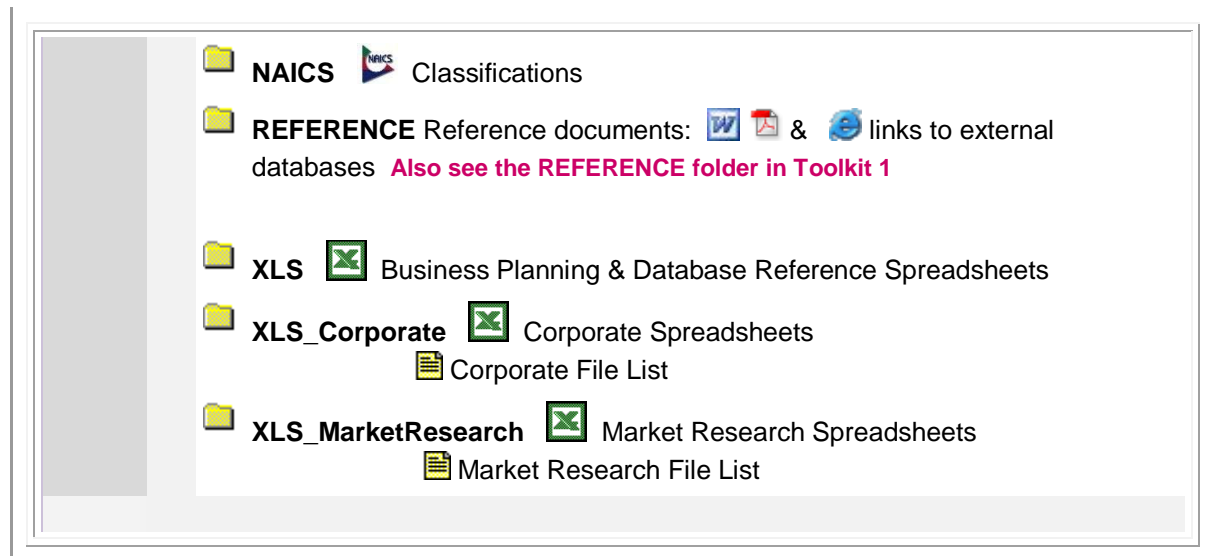 NAICS NAICS Classifications
REFERENCE Reference documents: W & links to external
databases Also see the REFERENCE folder in Toolkit 1
XLS Business Planning & Database Reference Spreadsheets
XLS_Corporate Corporate Spreadsheets
Corporate File List
XLS_MarketResearch Market Research Spreadsheets
Market Research File List